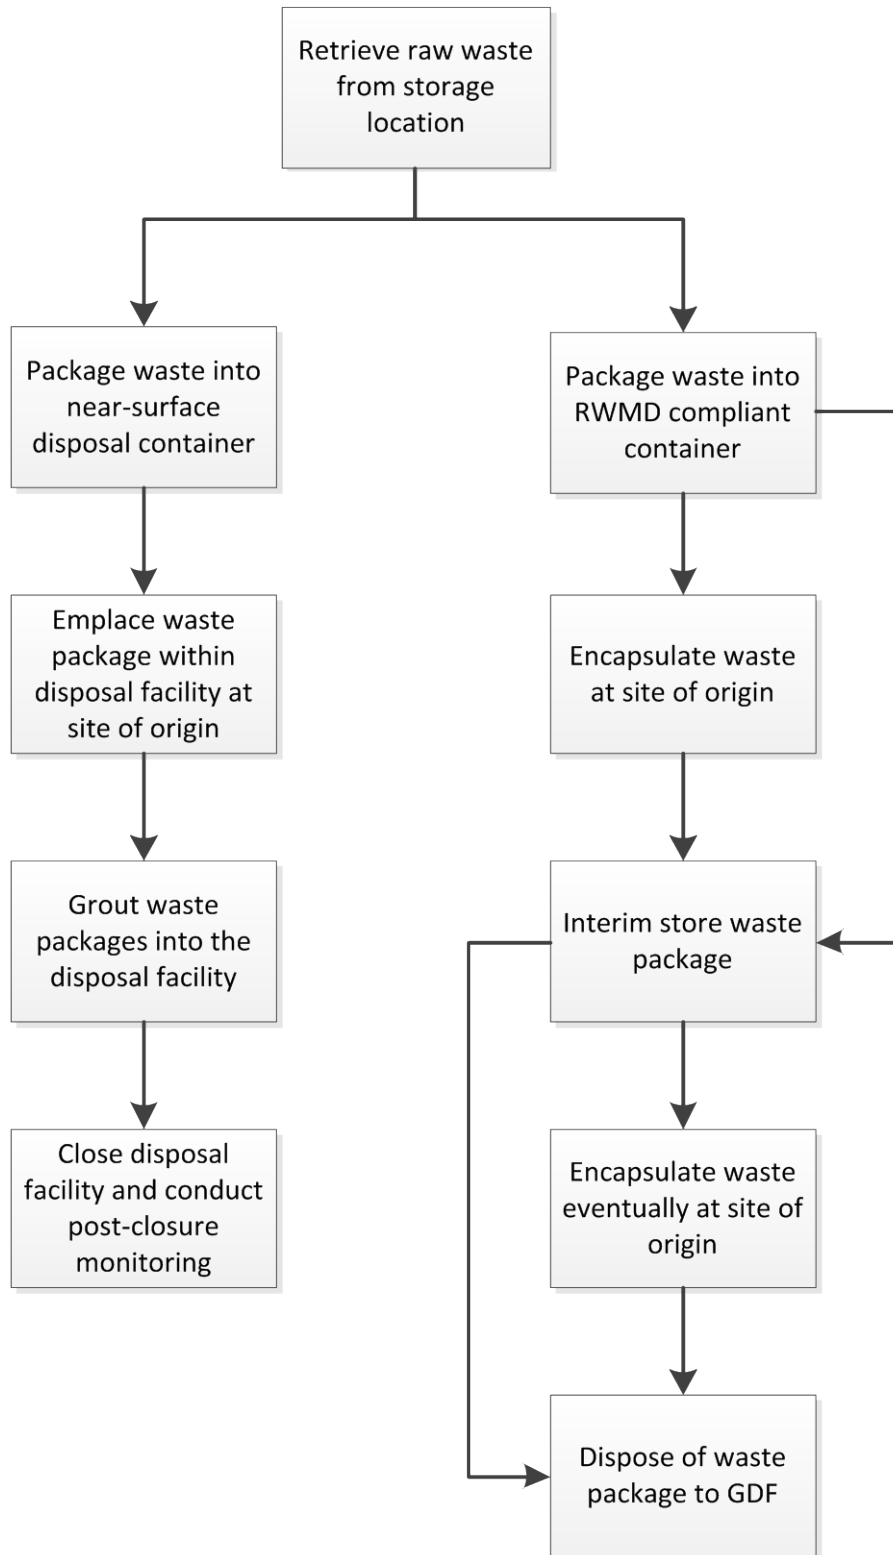 Retrieve raw waste
from storage
location
Package waste into
near-surface
disposal container
Emplace waste
package within
disposal facility at
site of origin
Grout waste
packages into the
disposal facility
Close disposal
facility and conduct
post-closure
monitoring
Package waste into
RWMD compliant
container
Encapsulate waste
at site of origin
Interim store waste
package
Encapsulate waste
eventually at site of
origin
Dispose of waste
package to GDF